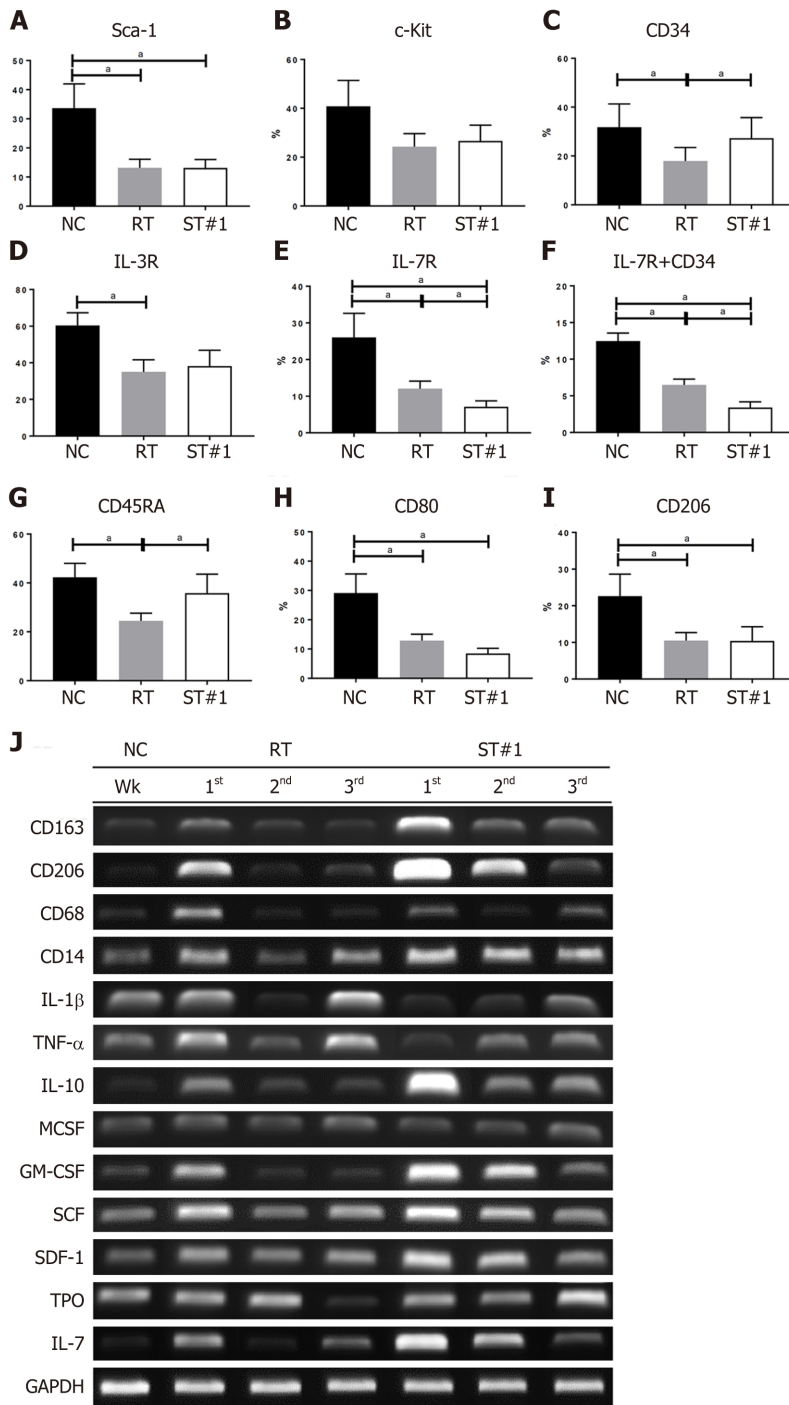 A Sca-1
a
a
50
40
30
20
10
0
NC RT ST#1
B c-Kit
%
60
40
20
0
NC RT ST#1
C CD34
a a
%
60
40
20
0
NC RT ST#1
D IL-3R
a
80
60
40
20
0
NC RT ST#1
E IL-7R
a
a a
%
40
30
20
10
0
NC RT ST#1
F IL-7R+CD34
a
a a
%
20
15
10
5
0
NC RT ST#1
G CD45RA
a a
60
40
20
0
NC RT ST#1
H CD80
a
a
%
50
40
30
20
10
0
NC RT ST#1
I CD206
a
a
%
40
30
20
10
0
NC RT ST#1
J NC RT ST#1
Wk 1st 2nd 3rd 1st 2nd 3rd
CD163
CD206
CD68
CD14
IL-1β
TNF-α
IL-10
MCSF
GM-CSF
SCF
SDF-1
TPO
IL-7
GAPDH